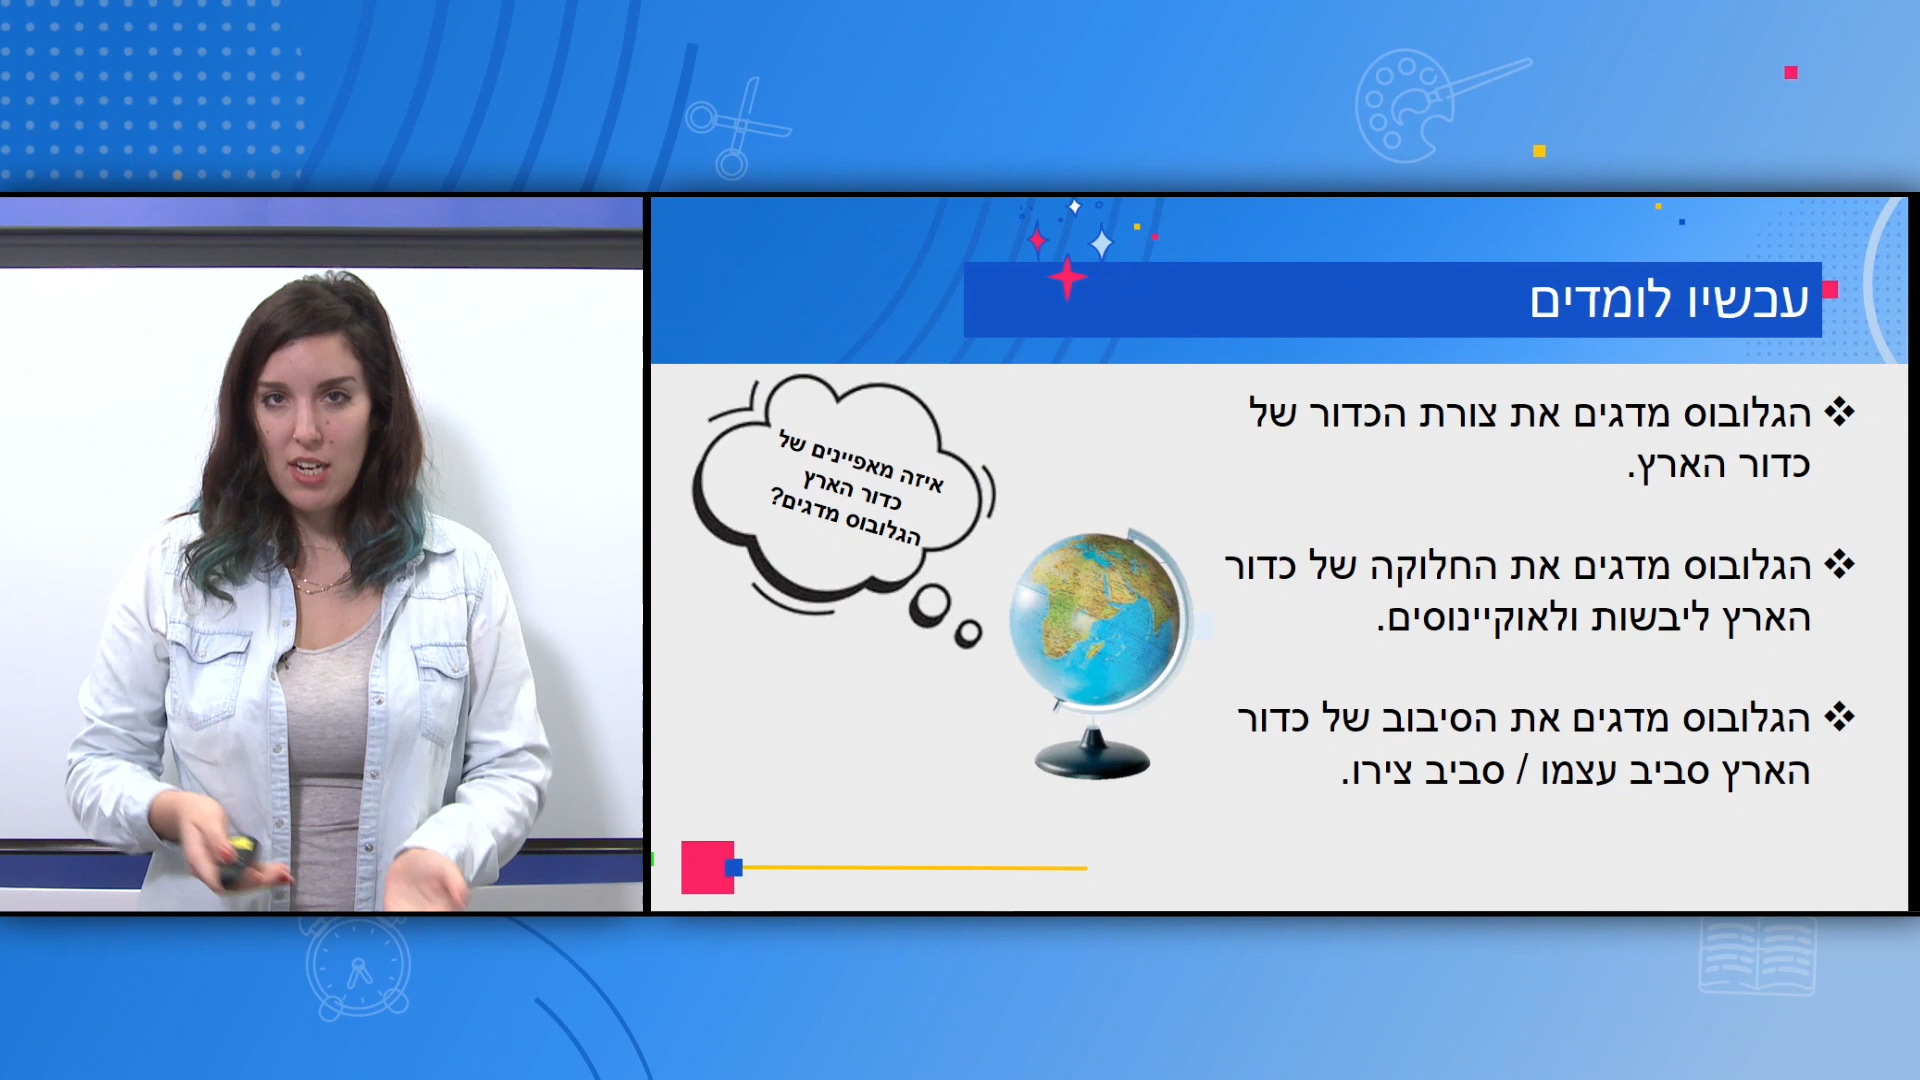 עכשיו לומדים
הגלובוס מדגים את צורת הכדור של
כדור הארץ.
הגלובוס מדגים את החלוקה של כדור
הארץ ליבשות ולאוקיינוסים.
הגלובוס מדגים את הסיבוב של כדור
הארץ סביב עצמו / סביב צירו.
איזה מאפיינים של
כדור הארץ
הגלובוס מדגים?